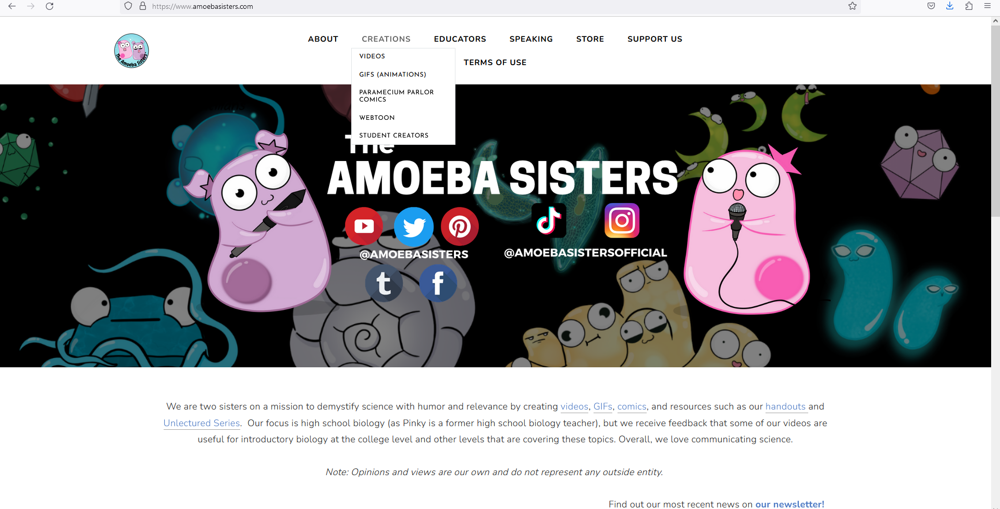 https://www.amoebasisters.com
The Amoeba Sisters
ABOUT CREATIONS EDUCATORS SPEAKING STORE SUPPORT US
TERMS OF USE
VIDEOS
GIFS (ANIMATIONS)
PARAMECIUM PARLOR
COMICS
WEBTOON
STUDENT CREATORS
The
AMOEBA SISTERS
@AMOEBASISTERS
@AMOEBASISTERSOFFICIAL
t f
We are two sisters on a mission to demystify science with humor and relevance by creating videos, GIFs, comics, and resources such as our handouts and
Unlectured Series. Our focus is high school biology (as Pinky is a former high school biology teacher), but we receive feedback that some of our videos are
useful for introductory biology at the college level and other levels that are covering these topics. Overall, we love communicating science.
Note: Opinions and views are our own and do not represent any outside entity.
Find out our most recent news on our newsletter!